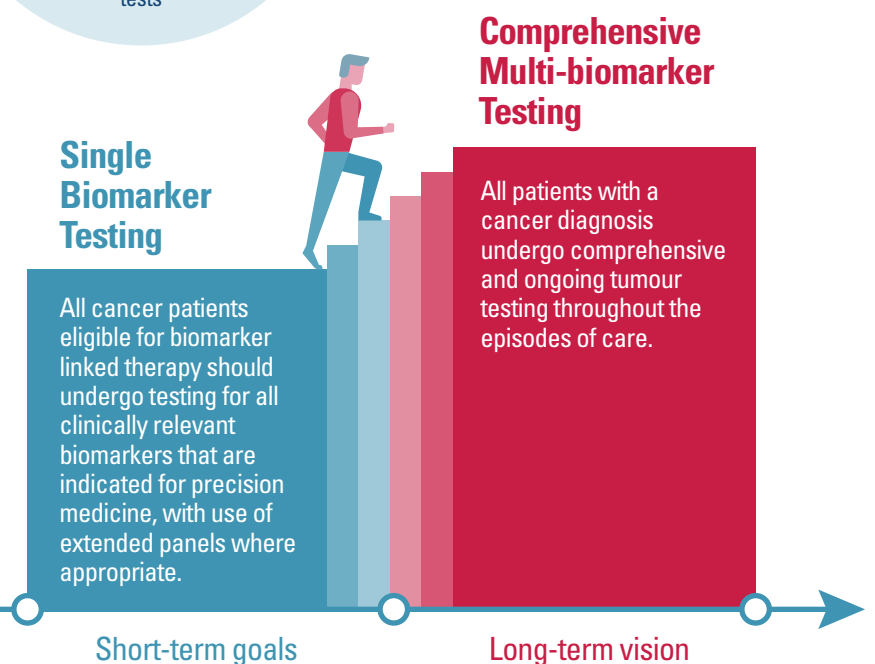 tests
Comprehensive
Multi-biomarker
Testing
Single
Biomarker
Testing
All patients with a
cancer diagnosis
undergo comprehensive
and ongoing tumour
testing throughout the
episodes of care.
All cancer patients
eligible for biomarker
linked therapy should
undergo testing for all
clinically relevant
biomarkers that are
indicated for precision
medicine, with use of
extended panels where
appropriate.
Short-term goals
Long-term vision